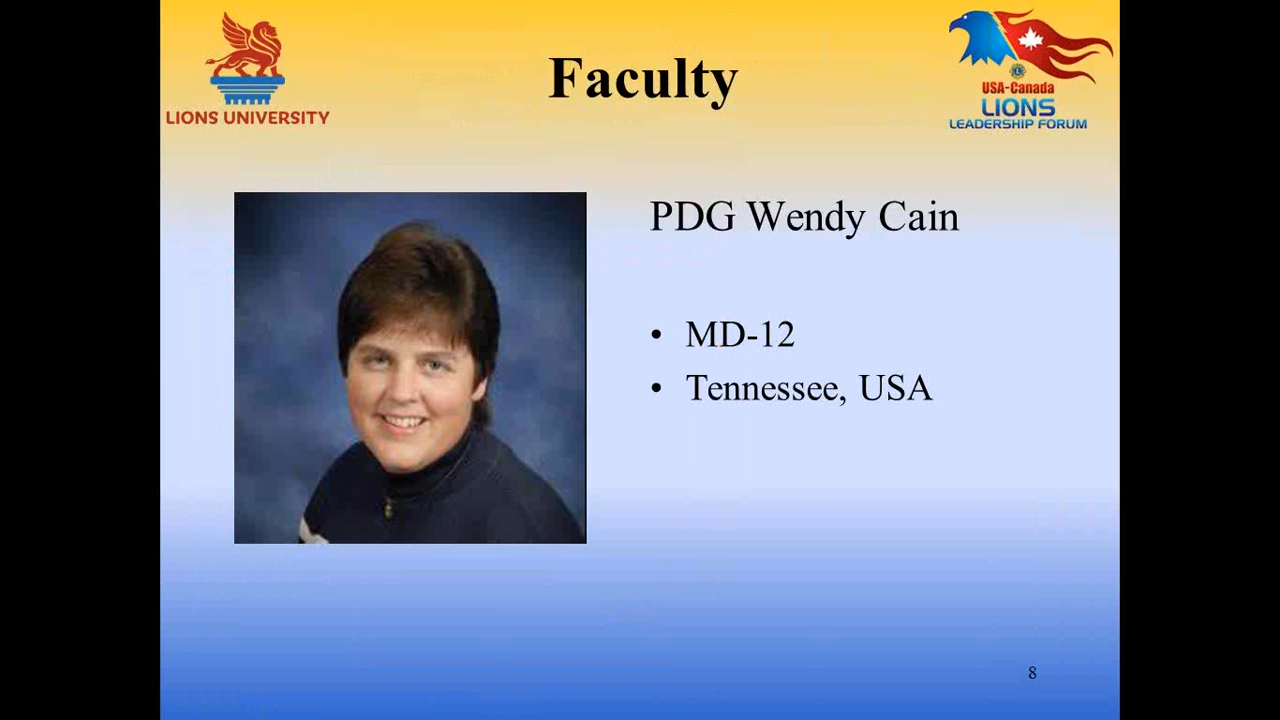 Faculty
LIONS UNIVERSITY
USA-Canada
LIONS
LEADERSHIP FORUM
PDG Wendy Cain
• MD-12
• Tennessee, USA
8